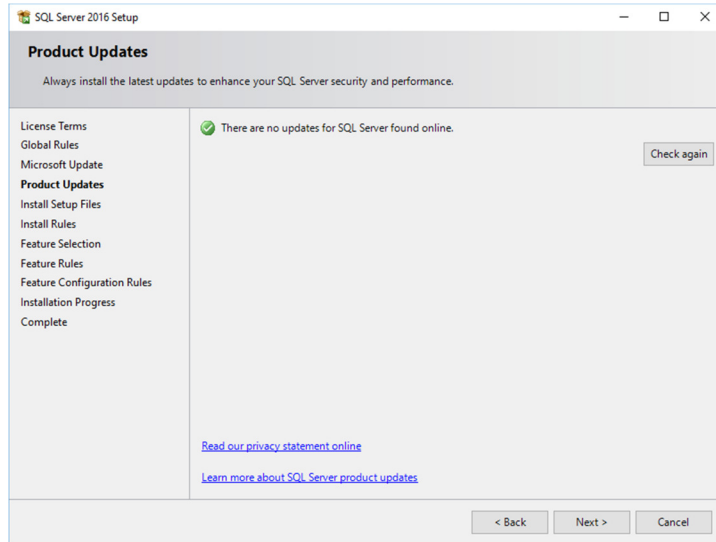 SQL Server 2016 Setup
Product Updates
Always install the latest updates to enhance your SQL Server security and performance.
License Terms
Global Rules
Microsoft Update
Product Updates
Install Setup Files
Install Rules
Feature Selection
Feature Rules
Feature Configuration Rules
Installation Progress
Complete
There are no updates for SQL Server found online.
Check again
Read our privacy statement online
Learn more about SQL Server product updates
< Back
Next >
Cancel